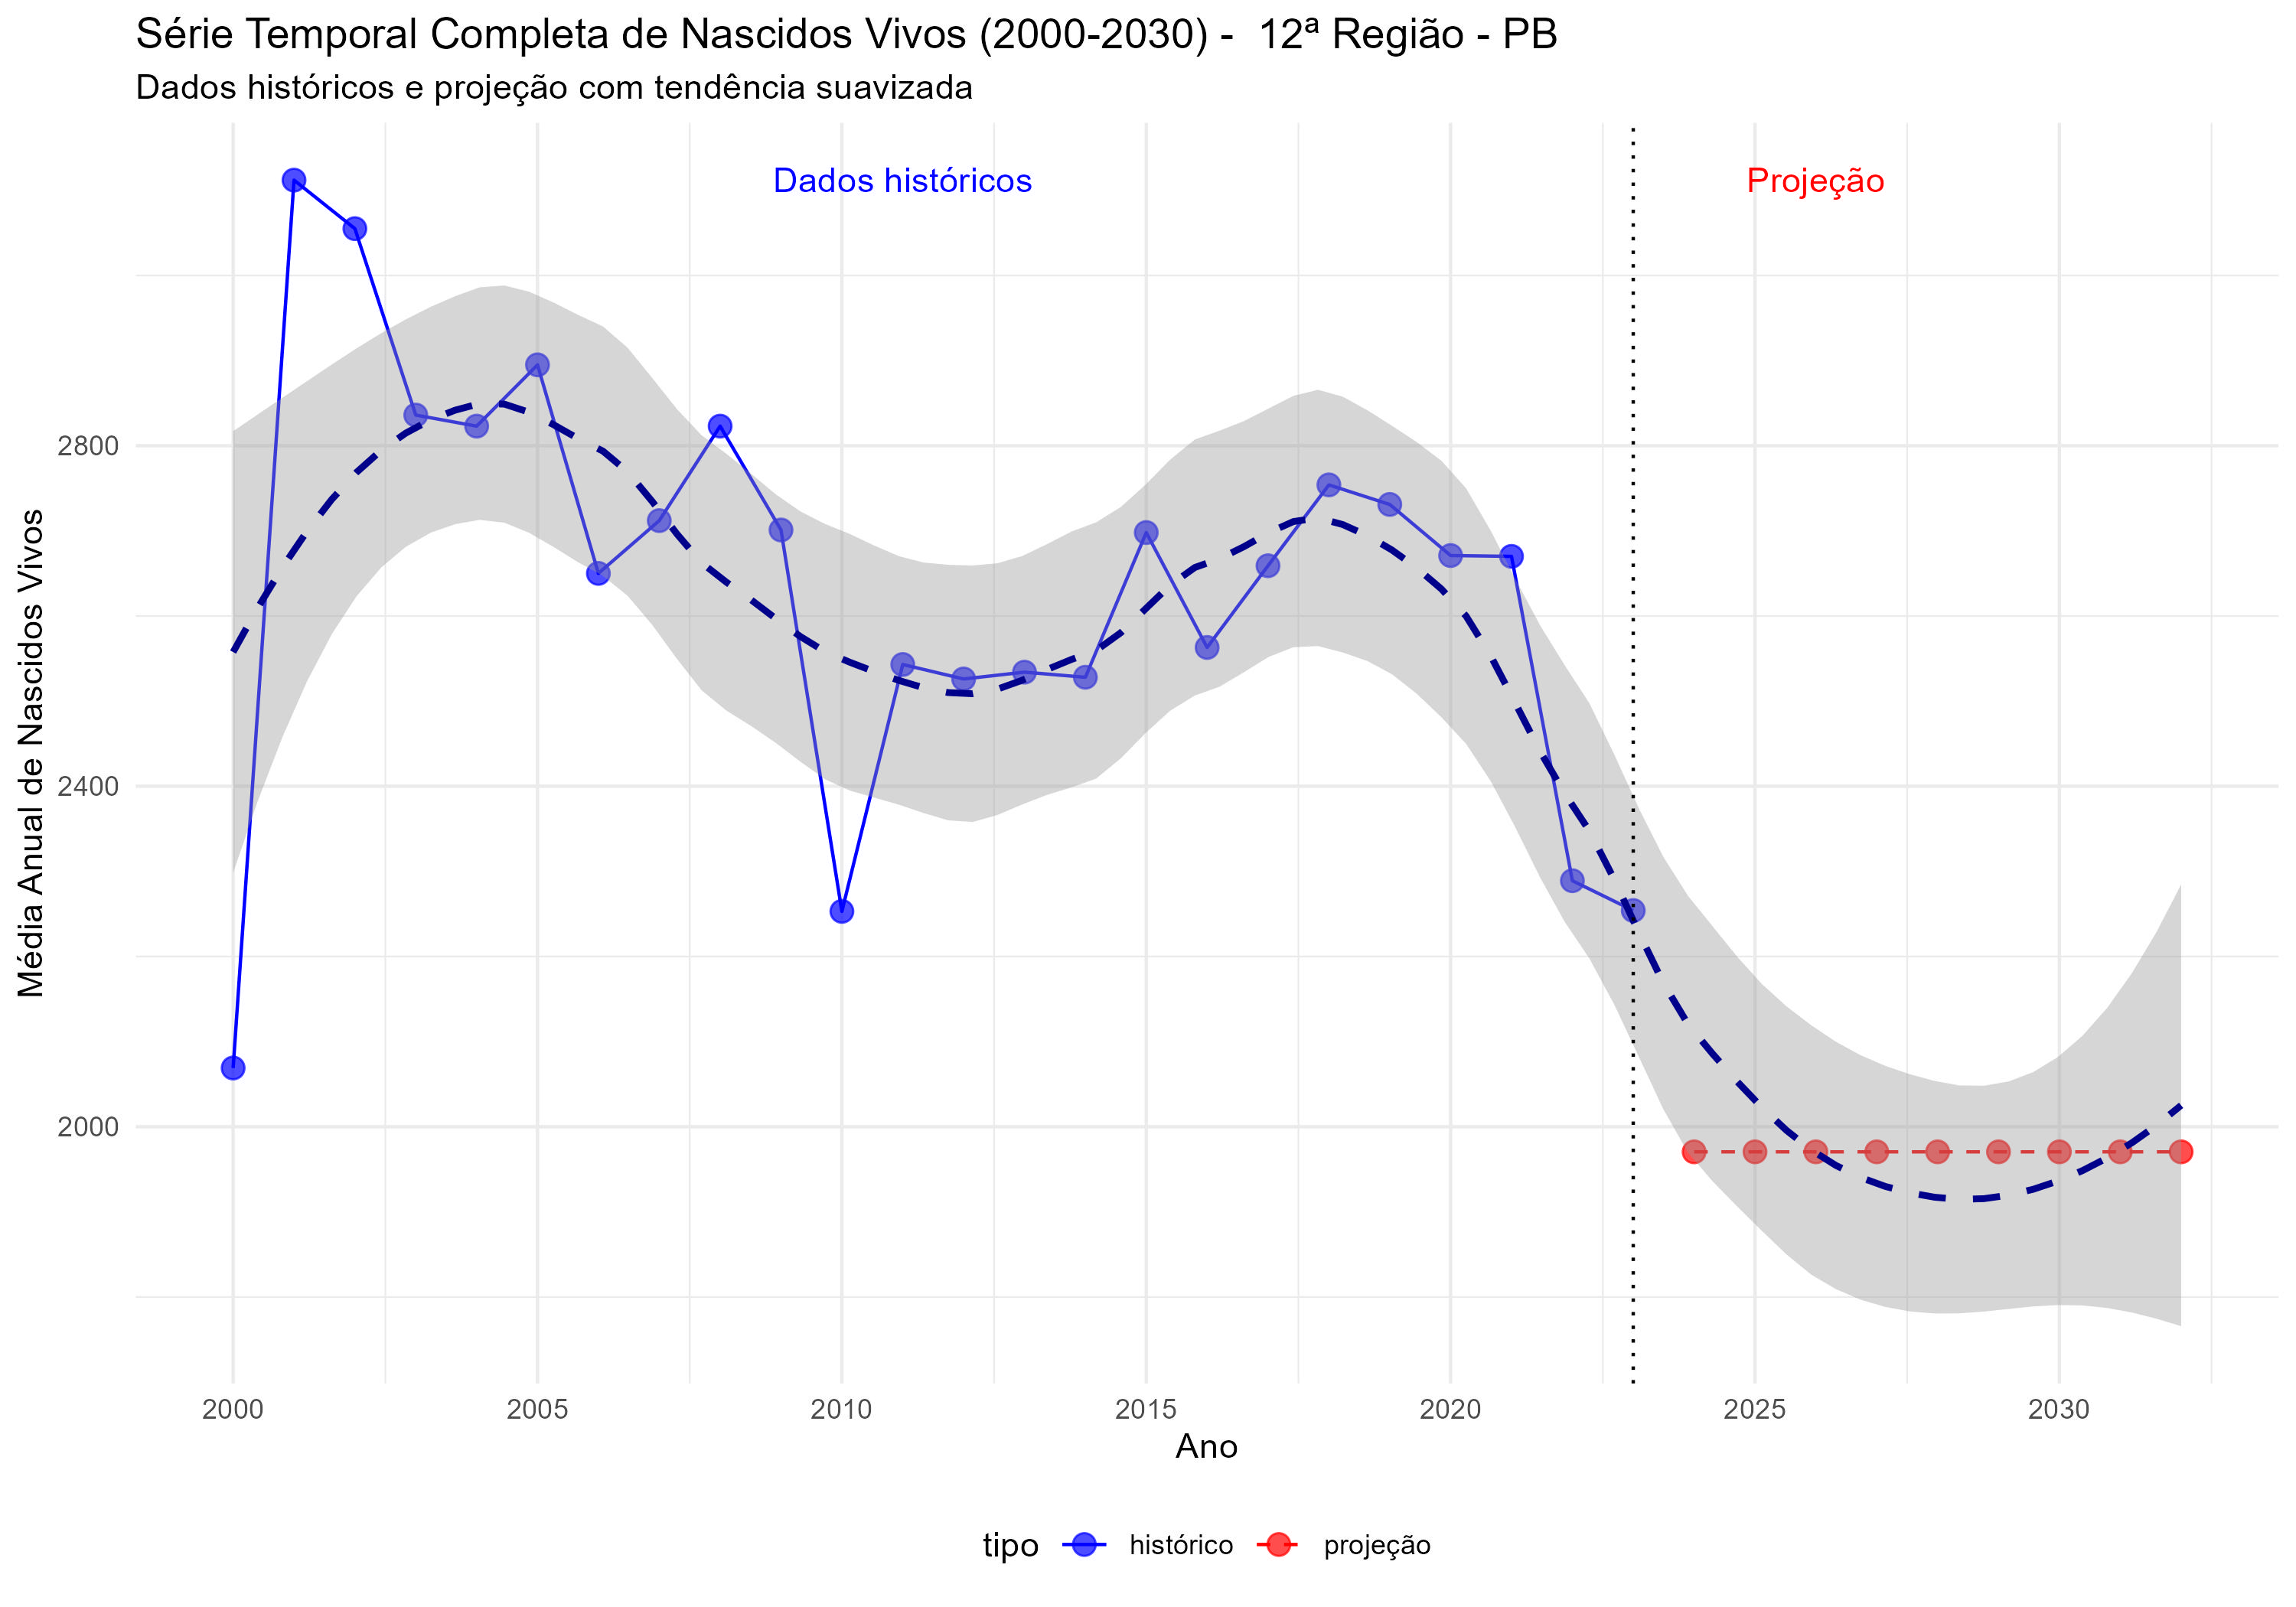 Série Temporal Completa de Nascidos Vivos (2000-2030) -  12ª Região - PB
Dados históricos e projeção com tendência suavizada
Dados históricos
Projeção
Média Anual de Nascidos Vivos
2800
2400
2000
2000 2005 2010 2015 2020 2025 2030
Ano
tipo histórico projeção